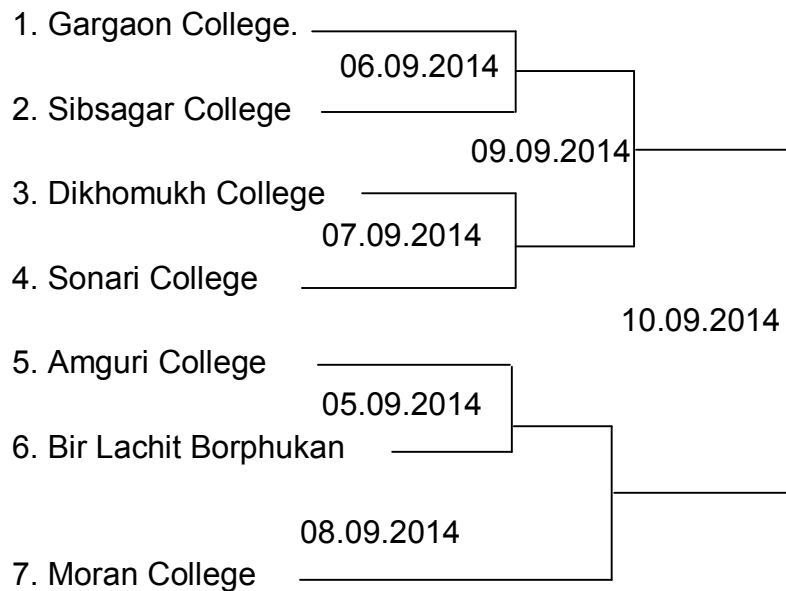 1. Gargaon College.
06.09.2014
2. Sibsagar College
09.09.2014
3. Dikhomukh College
07.09.2014
4. Sonari College
10.09.2014
5. Amguri College
05.09.2014
6. Bir Lachit Borphukan
08.09.2014
7. Moran College